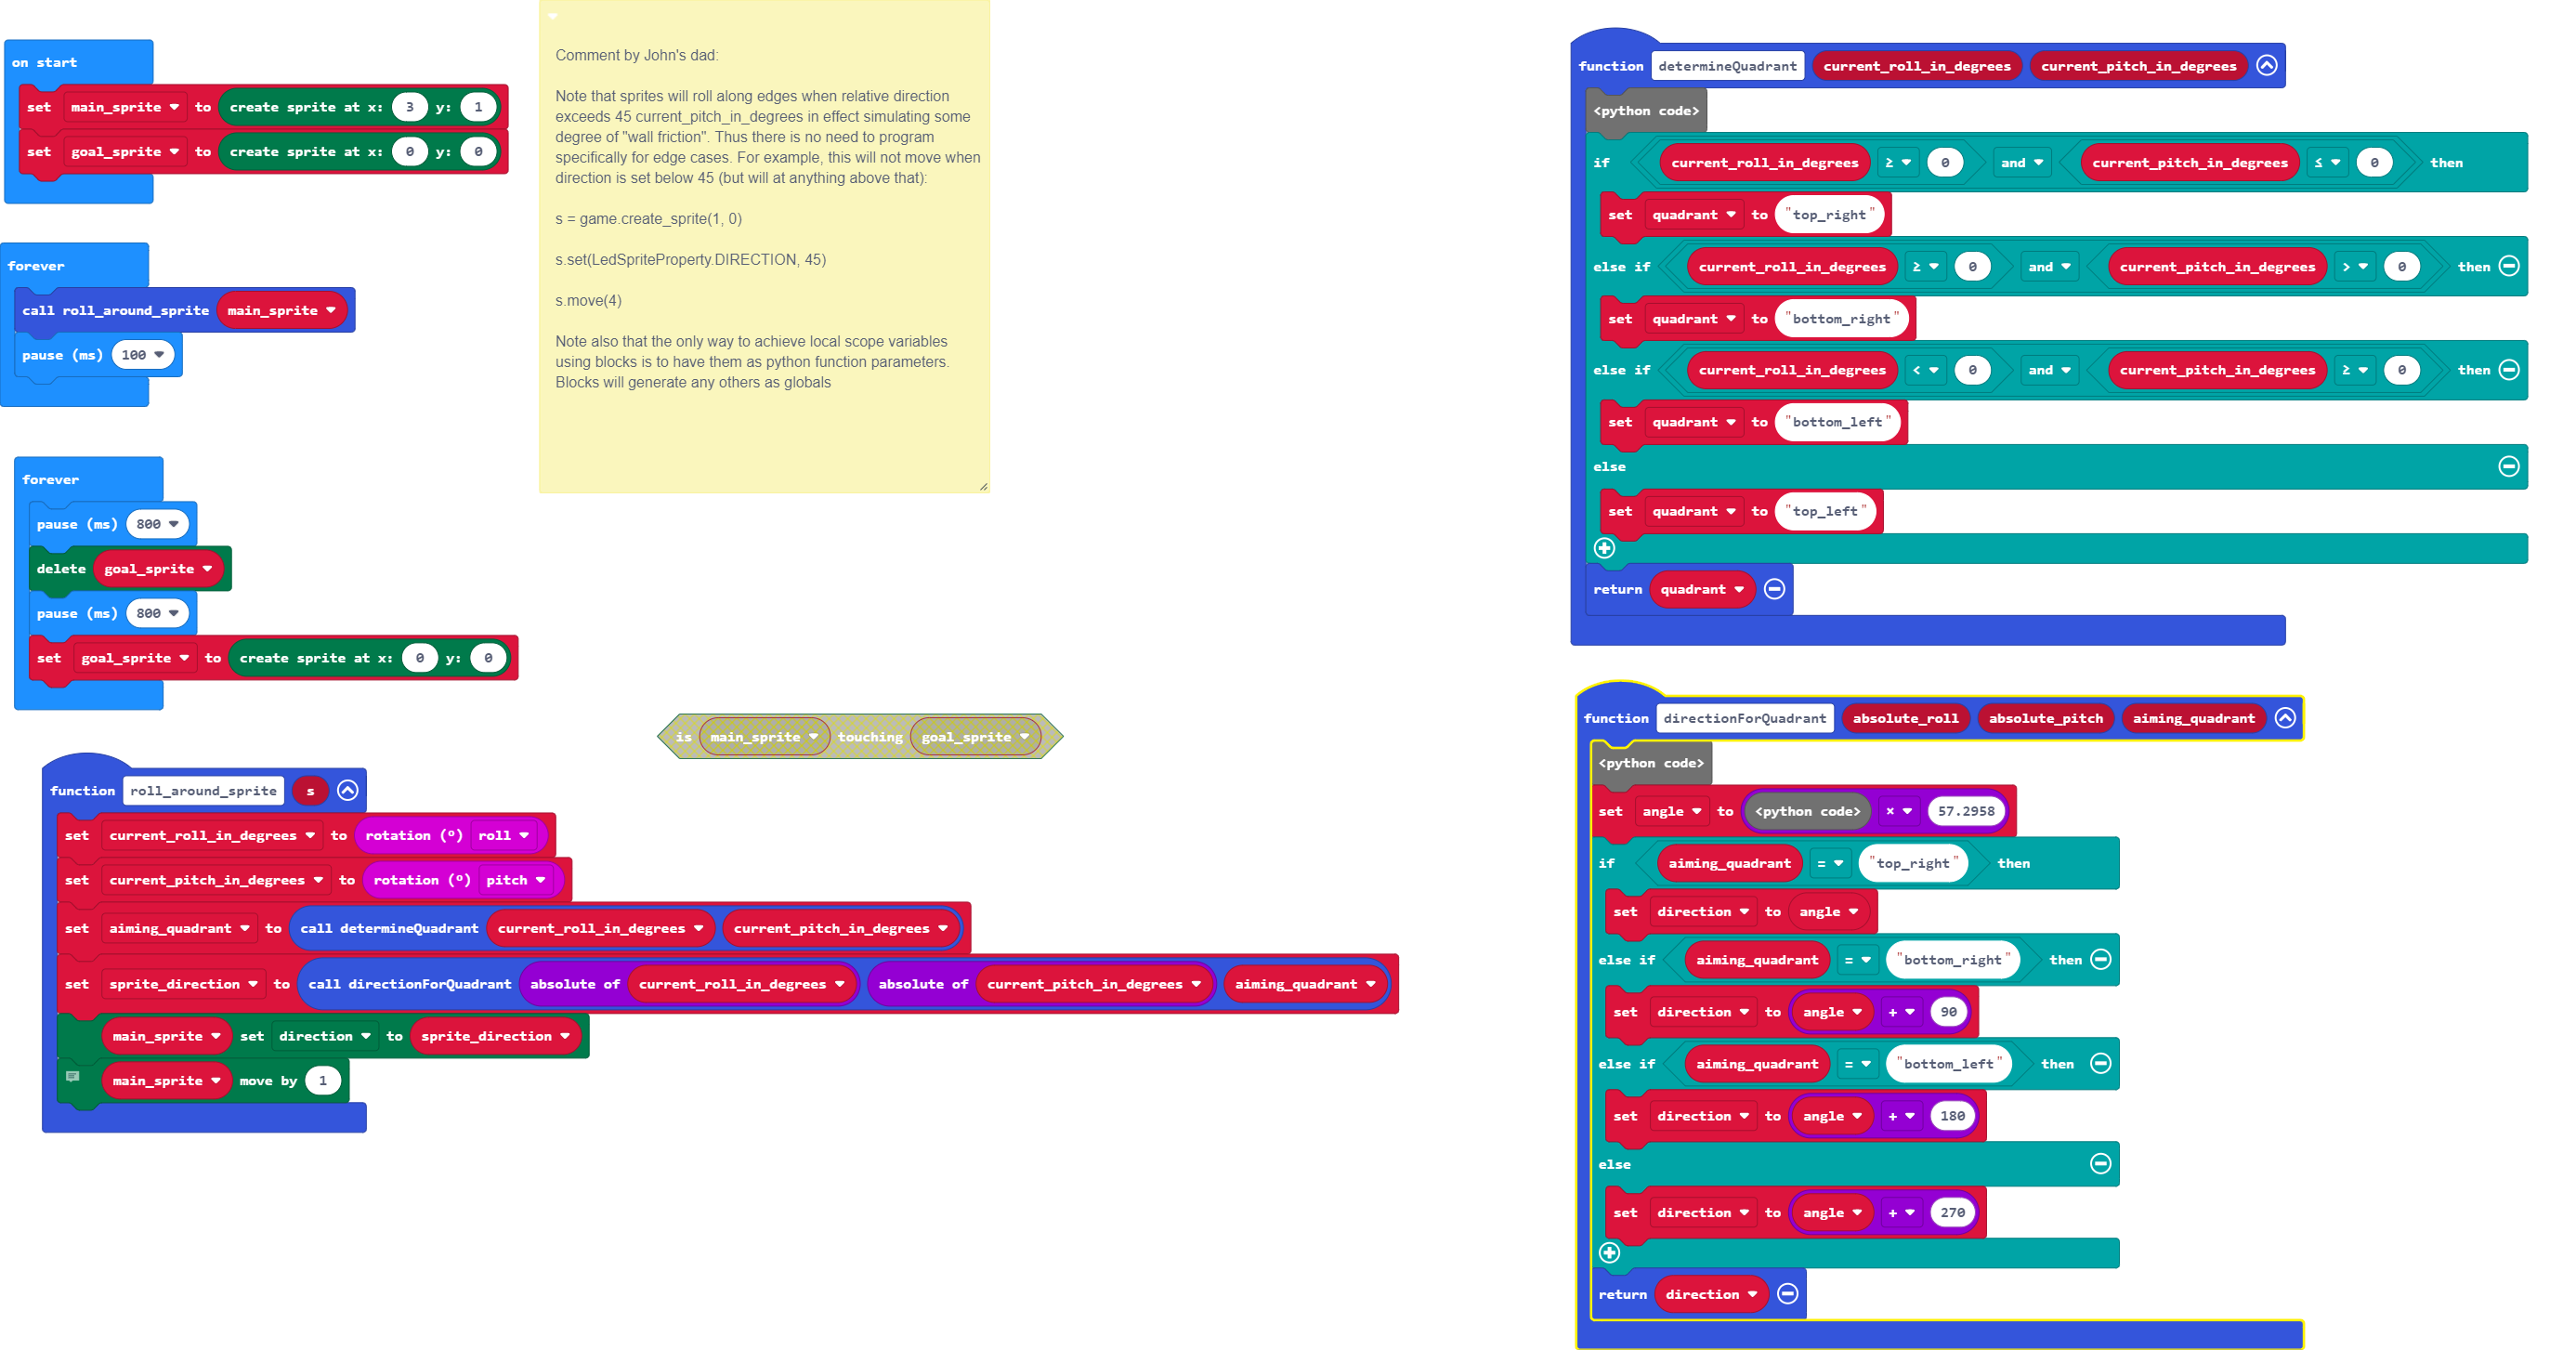 on start
set main_sprite to create sprite at x: 3 y: 1
set goal_sprite to create sprite at x: 0 y: 0
forever
call roll_around_sprite main_sprite
pause (ms) 100
forever
pause (ms) 800
delete goal_sprite
pause (ms) 800
set goal_sprite to create sprite at x: 0 y: 0
Comment by John's dad:
Note that sprites will roll along edges when relative direction
exceeds 45 current_pitch_in_degrees in effect simulating some
degree of "wall friction". Thus there is no need to program
specifically for edge cases. For example, this will not move when
direction is set below 45 (but will at anything above that):
s = game.create_sprite(1, 0)
s.set(LedSpriteProperty.DIRECTION, 45)
s.move(4)
Note also that the only way to achieve local scope variables
using blocks is to have them as python function parameters.
Blocks will generate any others as globals
is main_sprite touching goal_sprite
function roll_around_sprite s
set current_roll_in_degrees to rotation (º) roll
set current_pitch_in_degrees to rotation (º) pitch
set aiming_quadrant to call determineQuadrant current_roll_in_degrees current_pitch_in_degrees
set sprite_direction to call directionForQuadrant absolute of current_roll_in_degrees absolute of current_pitch_in_degrees aiming_quadrant
main_sprite set direction to sprite_direction
main_sprite move by 1
function determineQuadrant current_roll_in_degrees current_pitch_in_degrees
<python code>
if current_roll_in_degrees ≥ 0 and current_pitch_in_degrees ≤ 0 then
set quadrant to "top_right"
else if current_roll_in_degrees ≥ 0 and current_pitch_in_degrees > 0 then
set quadrant to "bottom_right"
else if current_roll_in_degrees < 0 and current_pitch_in_degrees ≥ 0 then
set quadrant to "bottom_left"
else
set quadrant to "top_left"
return quadrant
function directionForQuadrant absolute_roll absolute_pitch aiming_quadrant
<python code>
set angle to <python code> × 57.2958
if aiming_quadrant = "top_right" then
set direction to angle
else if aiming_quadrant = "bottom_right" then
set direction to angle + 90
else if aiming_quadrant = "bottom_left" then
set direction to angle + 180
else
set direction to angle + 270
return direction